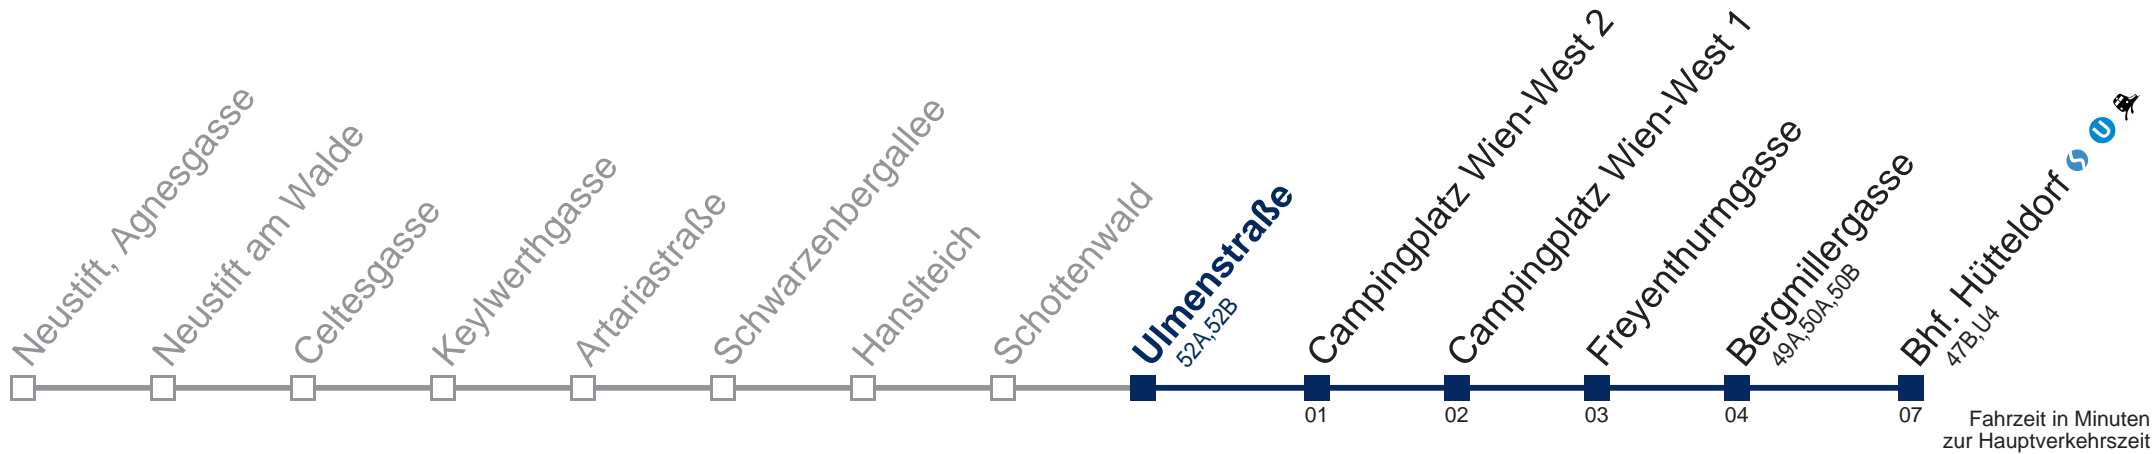 Neustift, Agnesgasse
Neustift am Walde
Celtesgasse
Keylwerthgasse
Artariastraße
Schwarzenbergallee
Hanslteich
Schottenwald
Ulmenstraße
52A,52B
Campingplatz Wien-West 2
Campingplatz Wien-West 1
Freyenthurmgasse
Bergmillergasse
49A,50A,50B
Bhf. Hütteldorf S U
47B,U4
01 02 03 04 07
Fahrzeit in Minuten
zur Hauptverkehrszeit